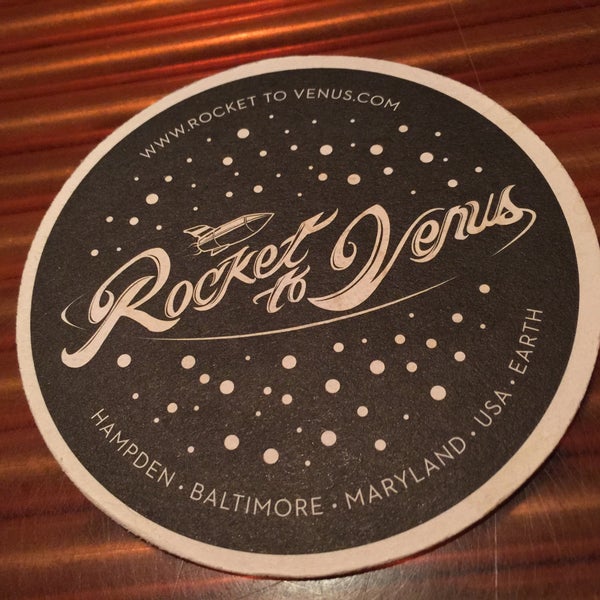 WWW.ROCKET TO VENUS.COM
Rocket to Venus
HAMPDEN · BALTIMORE · MARYLAND · USA · EARTH